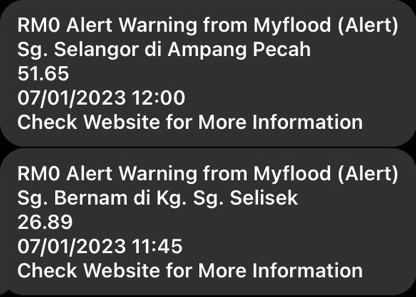 RM0 Alert Warning from Myflood (Alert)
Sg. Selangor di Ampang Pecah
51.65
07/01/2023 12:00
Check Website for More Information
RM0 Alert Warning from Myflood (Alert)
Sg. Bernam di Kg. Sg. Selisek
26.89
07/01/2023 11:45
Check Website for More Information